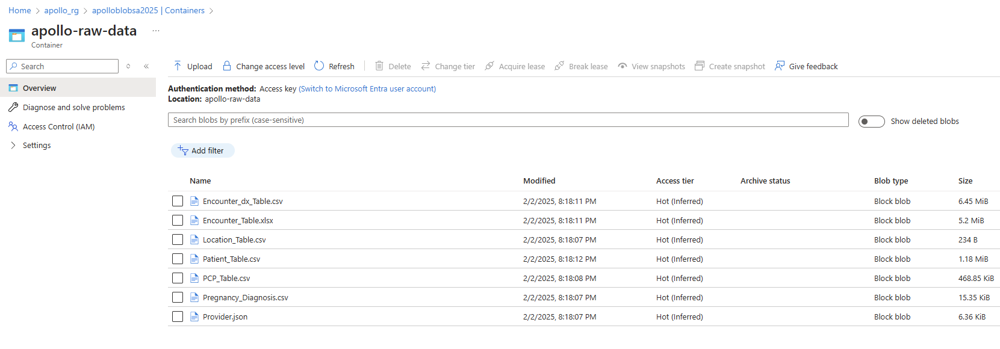 Home > apollo_rg > apolloblobsa2025 | Containers >
apollo-raw-data ...
Container
Search
Overview
Diagnose and solve problems
Access Control (IAM)
Settings
Upload Change access level Refresh Delete Change tier Acquire lease Break lease View snapshots Create snapshot Give feedback
Authentication method: Access key (Switch to Microsoft Entra user account)
Location: apollo-raw-data
Search blobs by prefix (case-sensitive)
Show deleted blobs
Add filter
Name Modified Access tier Archive status Blob type Size
Encounter_dx_Table.csv 2/2/2025, 8:18:11 PM Hot (Inferred) Block blob 6.45 MiB
Encounter_Table.xlsx 2/2/2025, 8:18:11 PM Hot (Inferred) Block blob 5.2 MiB
Location_Table.csv 2/2/2025, 8:18:07 PM Hot (Inferred) Block blob 234 B
Patient_Table.csv 2/2/2025, 8:18:12 PM Hot (Inferred) Block blob 1.18 MiB
PCP_Table.csv 2/2/2025, 8:18:08 PM Hot (Inferred) Block blob 468.85 KiB
Pregnancy_Diagnosis.csv 2/2/2025, 8:18:07 PM Hot (Inferred) Block blob 15.35 KiB
Provider.json 2/2/2025, 8:18:07 PM Hot (Inferred) Block blob 6.36 KiB